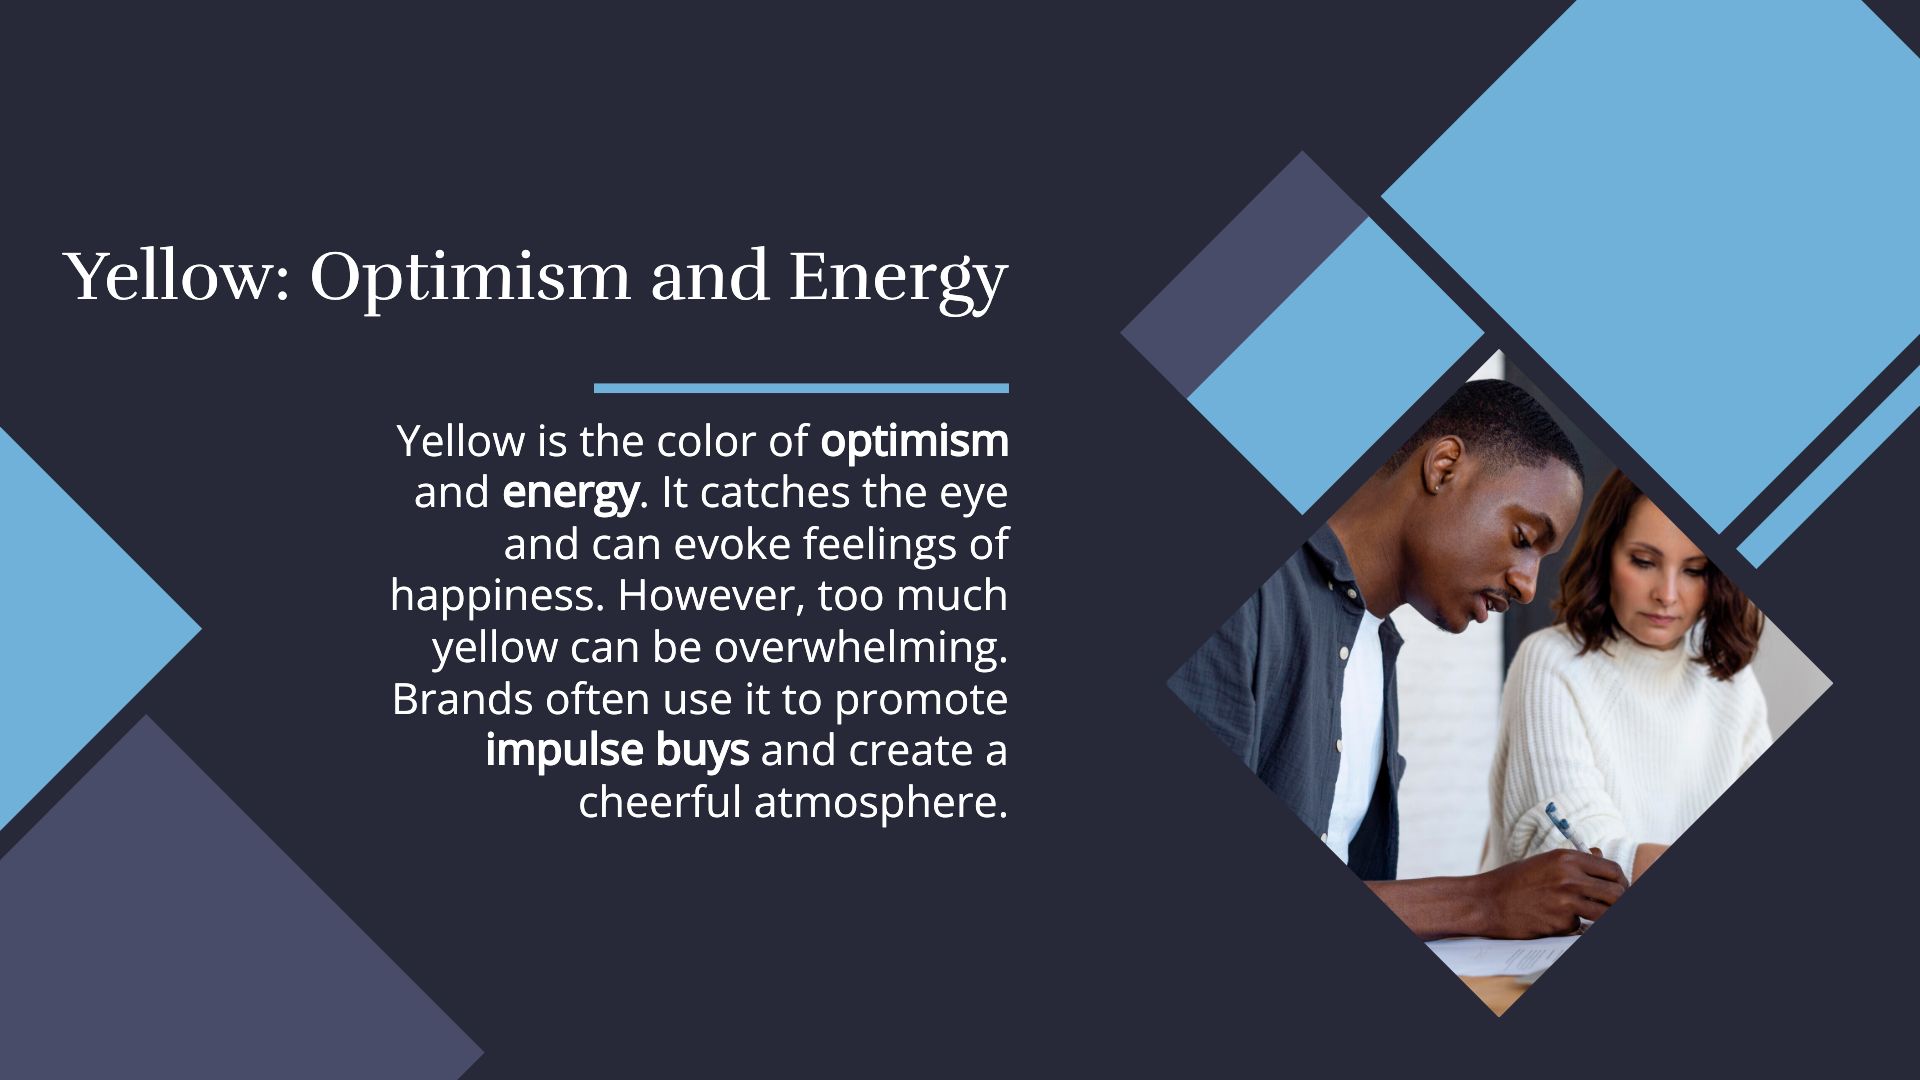 Yellow: Optimism and Energy
Yellow is the color of optimism
and energy. It catches the eye
and can evoke feelings of
happiness. However, too much
yellow can be overwhelming.
Brands often use it to promote
impulse buys and create a
cheerful atmosphere.